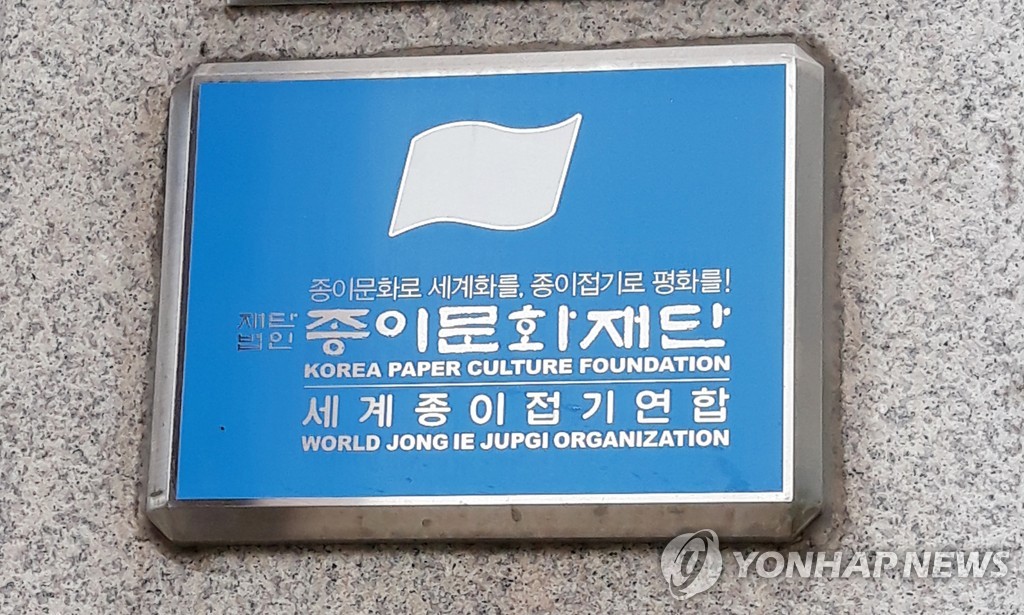 종이문화로 세계화를, 종이접기로 평화를!
재단법인 종이문화재단
KOREA PAPER CULTURE FOUNDATION
세계종이접기연합
WORLD JONG IE JUPGI ORGANIZATION
YONHAP NEWS